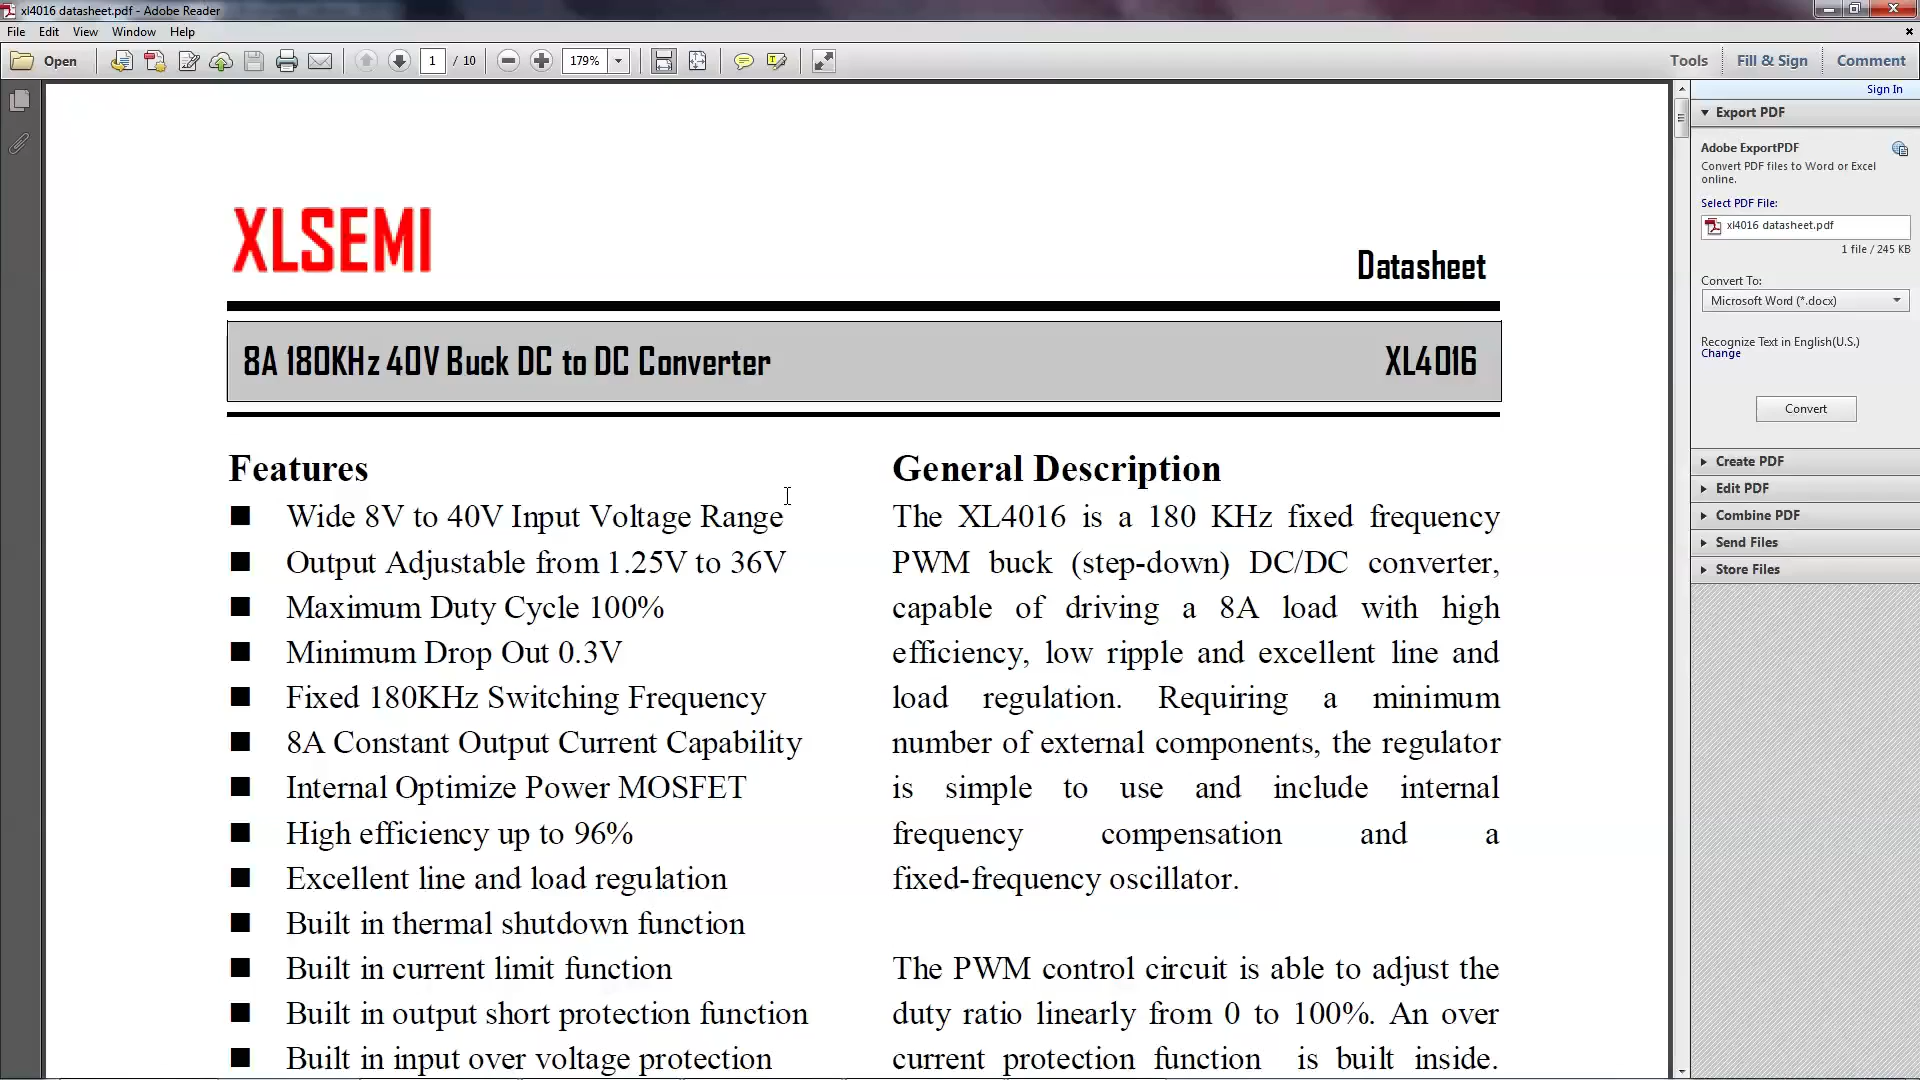 xl4016 datasheet.pdf - Adobe Reader
File Edit View Window Help
Open 1 / 10 179% Tools Fill & Sign Comment
Sign In
Export PDF
Adobe ExportPDF
Convert PDF files to Word or Excel
online.
Select PDF File:
xl4016 datasheet.pdf
1 file / 245 KB
Convert To:
Microsoft Word (*.docx)
Recognize Text in English(U.S.)
Change
Convert
Create PDF
Edit PDF
Combine PDF
Send Files
Store Files
XLSEMI
Datasheet
8A 180KHz 40V Buck DC to DC Converter XL4016
Features
Wide 8V to 40V Input Voltage Range
Output Adjustable from 1.25V to 36V
Maximum Duty Cycle 100%
Minimum Drop Out 0.3V
Fixed 180KHz Switching Frequency
8A Constant Output Current Capability
Internal Optimize Power MOSFET
High efficiency up to 96%
Excellent line and load regulation
Built in thermal shutdown function
Built in current limit function
Built in output short protection function
Built in input over voltage protection
General Description
The XL4016 is a 180 KHz fixed frequency
PWM buck (step-down) DC/DC converter,
capable of driving a 8A load with high
efficiency, low ripple and excellent line and
load regulation. Requiring a minimum
number of external components, the regulator
is simple to use and include internal
frequency compensation and a
fixed-frequency oscillator.
The PWM control circuit is able to adjust the
duty ratio linearly from 0 to 100%. An over
current protection function is built inside.